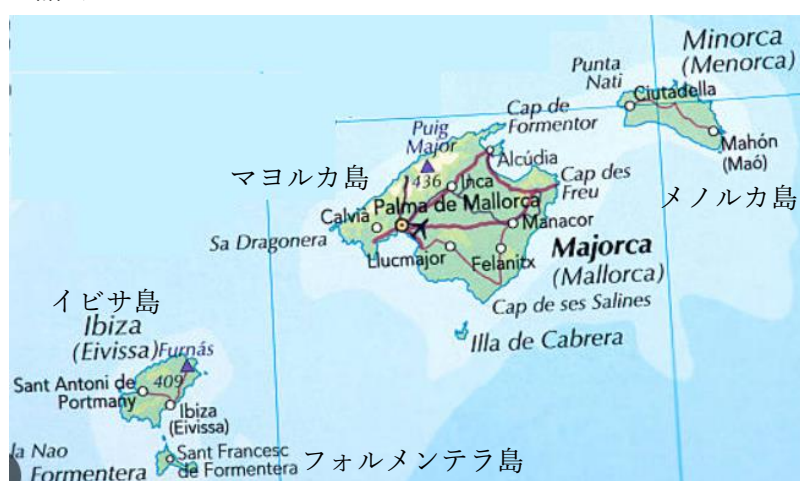 Minorca
(Menorca)
Punta
Nati
Ciutadella
Cap de
Formentor
Puig
Major
Mahón
(Maó)
Alcúdia
マヨルカ島
436
Inca
Cap des
Freu
メノルカ島
Calvià
Palma de Mallorca
Manacor
Sa Dragonera
Llucmajor
Felanitx
Majorca
(Mallorca)
Cap de ses Salines
イビサ島
Ibiza
(Eivissa)
Furnás
Illa de Cabrera
Sant Antoni de
Portmany
409
Ibiza
(Eivissa)
la Nao
Sant Francesc
de Formentera
Formentera
フォルメンテラ島